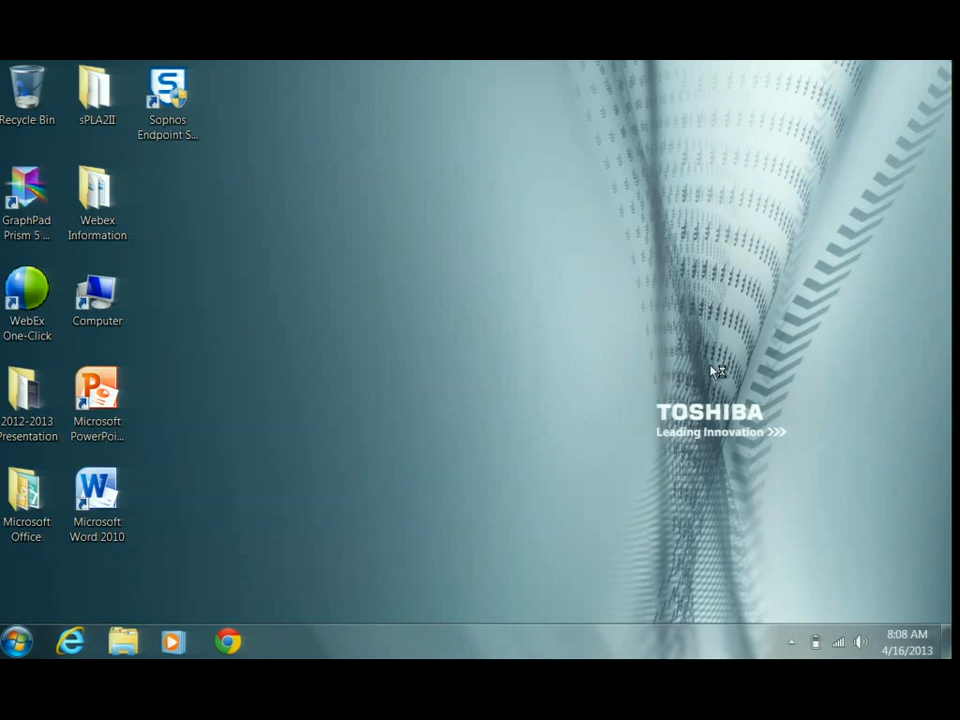 Recycle Bin
sPLA2II
Sophos
Endpoint S...
GraphPad
Prism 5 ...
Webex
Information
WebEx
One-Click
Computer
2012-2013
Presentation
Microsoft
PowerPoi...
Microsoft
Office
Microsoft
Word 2010
TOSHIBA
Leading Innovation >>>
8:08 AM
4/16/2013